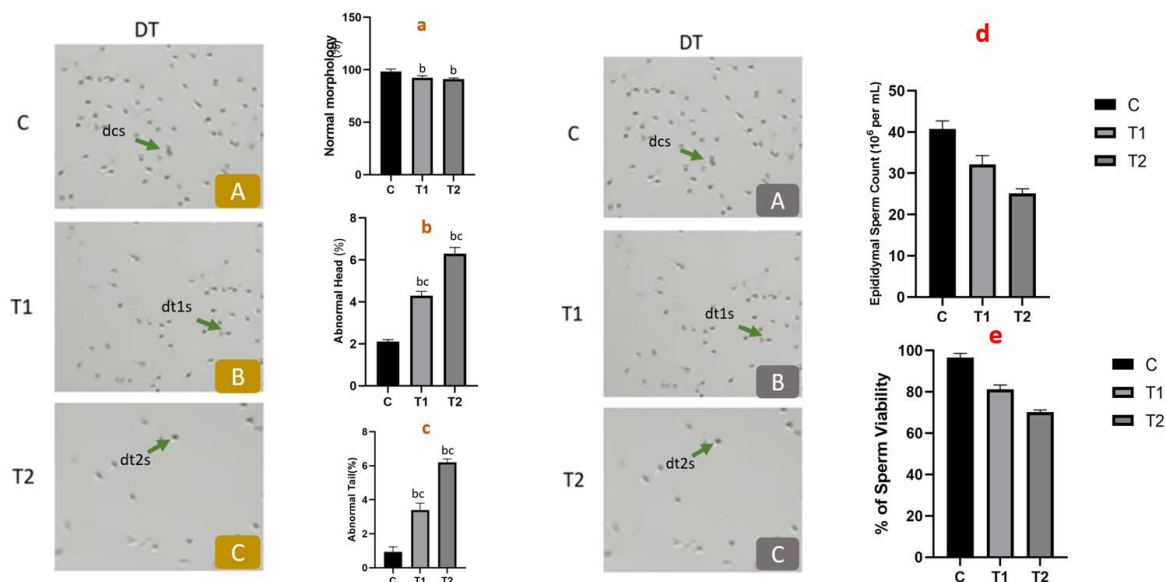 DT
C
dcs
A
T1
dt1s
B
T2
dt2s
C
a
Normal morphology (%)
150
100
50
0
b b
C T1 T2
b
Abnormal Head (%)
8
6
4
2
0
bc
bc
C T1 T2
c
Abnormal Tail(%)
8
6
4
2
0
bc
bc
C T1 T2
DT
C
dcs
A
T1
dt1s
B
T2
dt2s
C
d
Epididymal Sperm Count (10⁶ per mL)
50
40
30
20
10
0
C T1 T2
C
T1
T2
e
% of Sperm Viability
100
80
60
40
20
0
C T1 T2
C
T1
T2